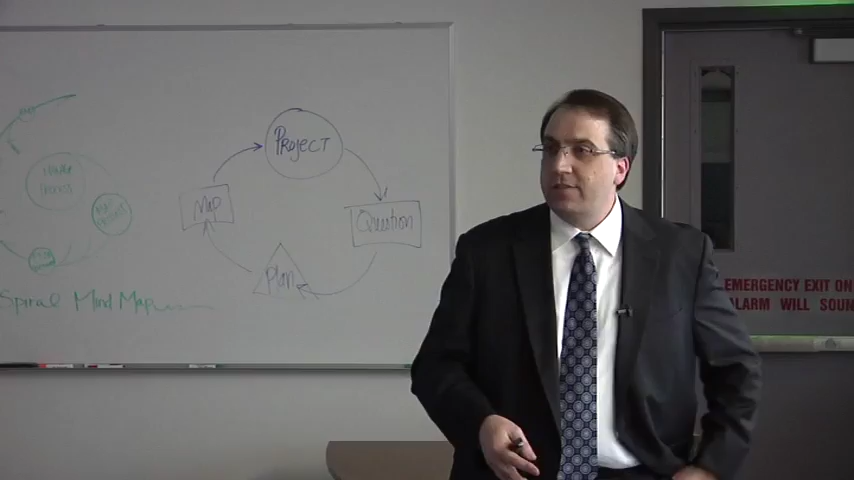 PROJECT
Map
Question
Plan
Spiral Mind Map
EMERGENCY EXIT ON
ALARM WILL SOUN